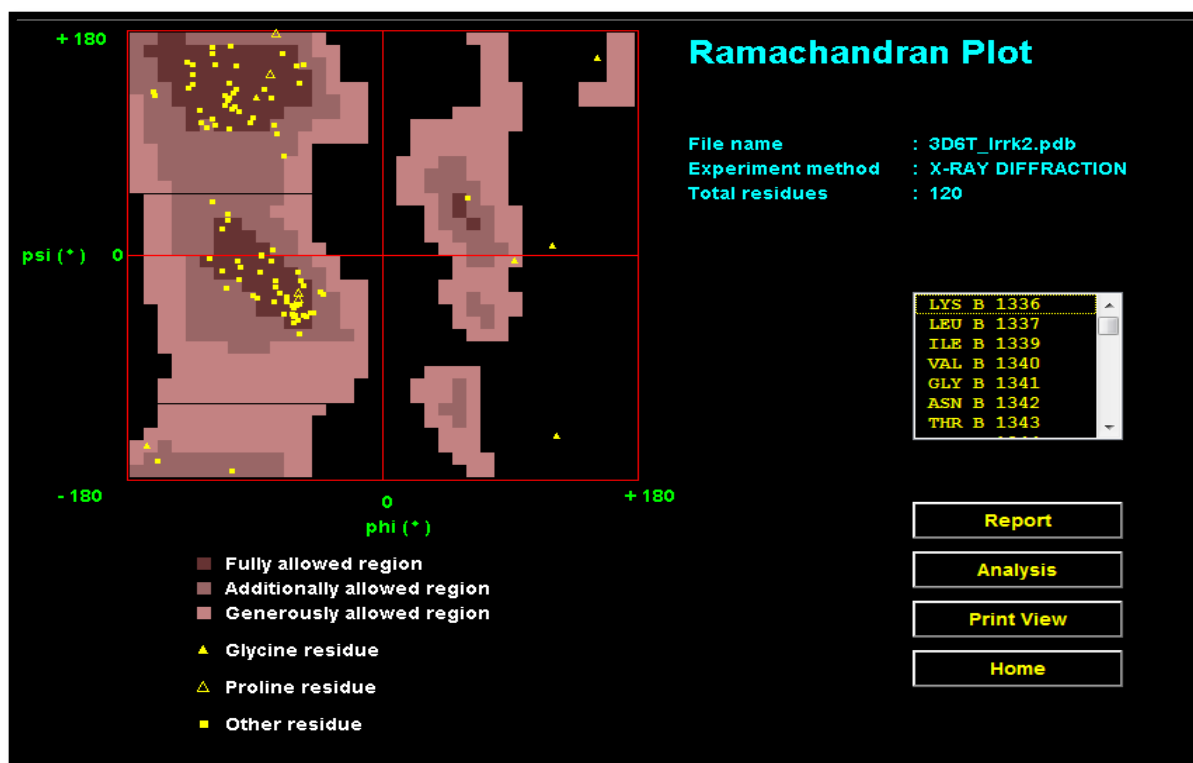 Ramachandran Plot
+ 180
File name : 3D6T_lrrk2.pdb
Experiment method : X-RAY DIFFRACTION
Total residues : 120
psi (°) 0
LYS B 1336
LEU B 1337
ILE B 1339
VAL B 1340
GLY B 1341
ASN B 1342
THR B 1343
- 180
0
+ 180
phi (°)
Report
Fully allowed region
Analysis
Additionally allowed region
Generously allowed region
Print View
Glycine residue
Home
Proline residue
Other residue